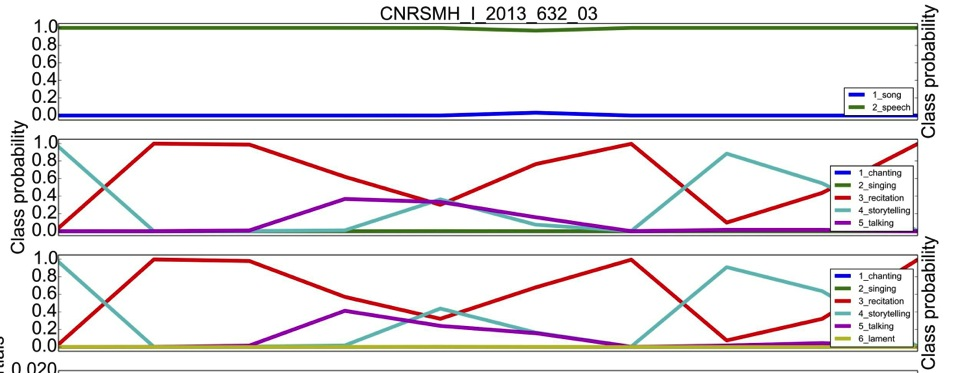 CNRSMH_I_2013_632_03
1.0
0.8
0.6
0.4
0.2
0.0
1_song
2_speech
Class probability
Class probability
1.0
0.8
0.6
0.4
0.2
0.0
1_chanting
2_singing
3_recitation
4_storytelling
5_talking
1.0
0.8
0.6
0.4
0.2
0.0
1_chanting
2_singing
3_recitation
4_storytelling
5_talking
6_lament
Class probability
0.020